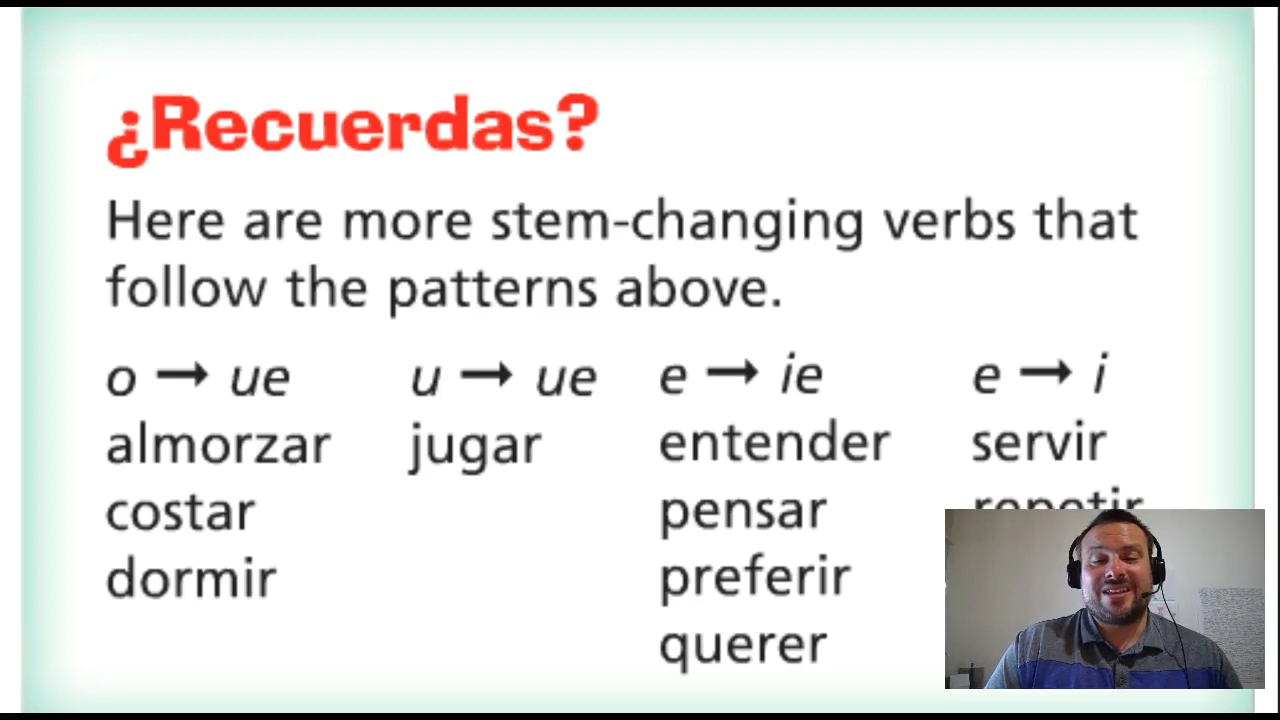 ¿Recuerdas?
Here are more stem-changing verbs that
follow the patterns above.
o → ue u → ue e → ie e → i
almorzar jugar entender servir
costar pensar repetir
dormir preferir
querer